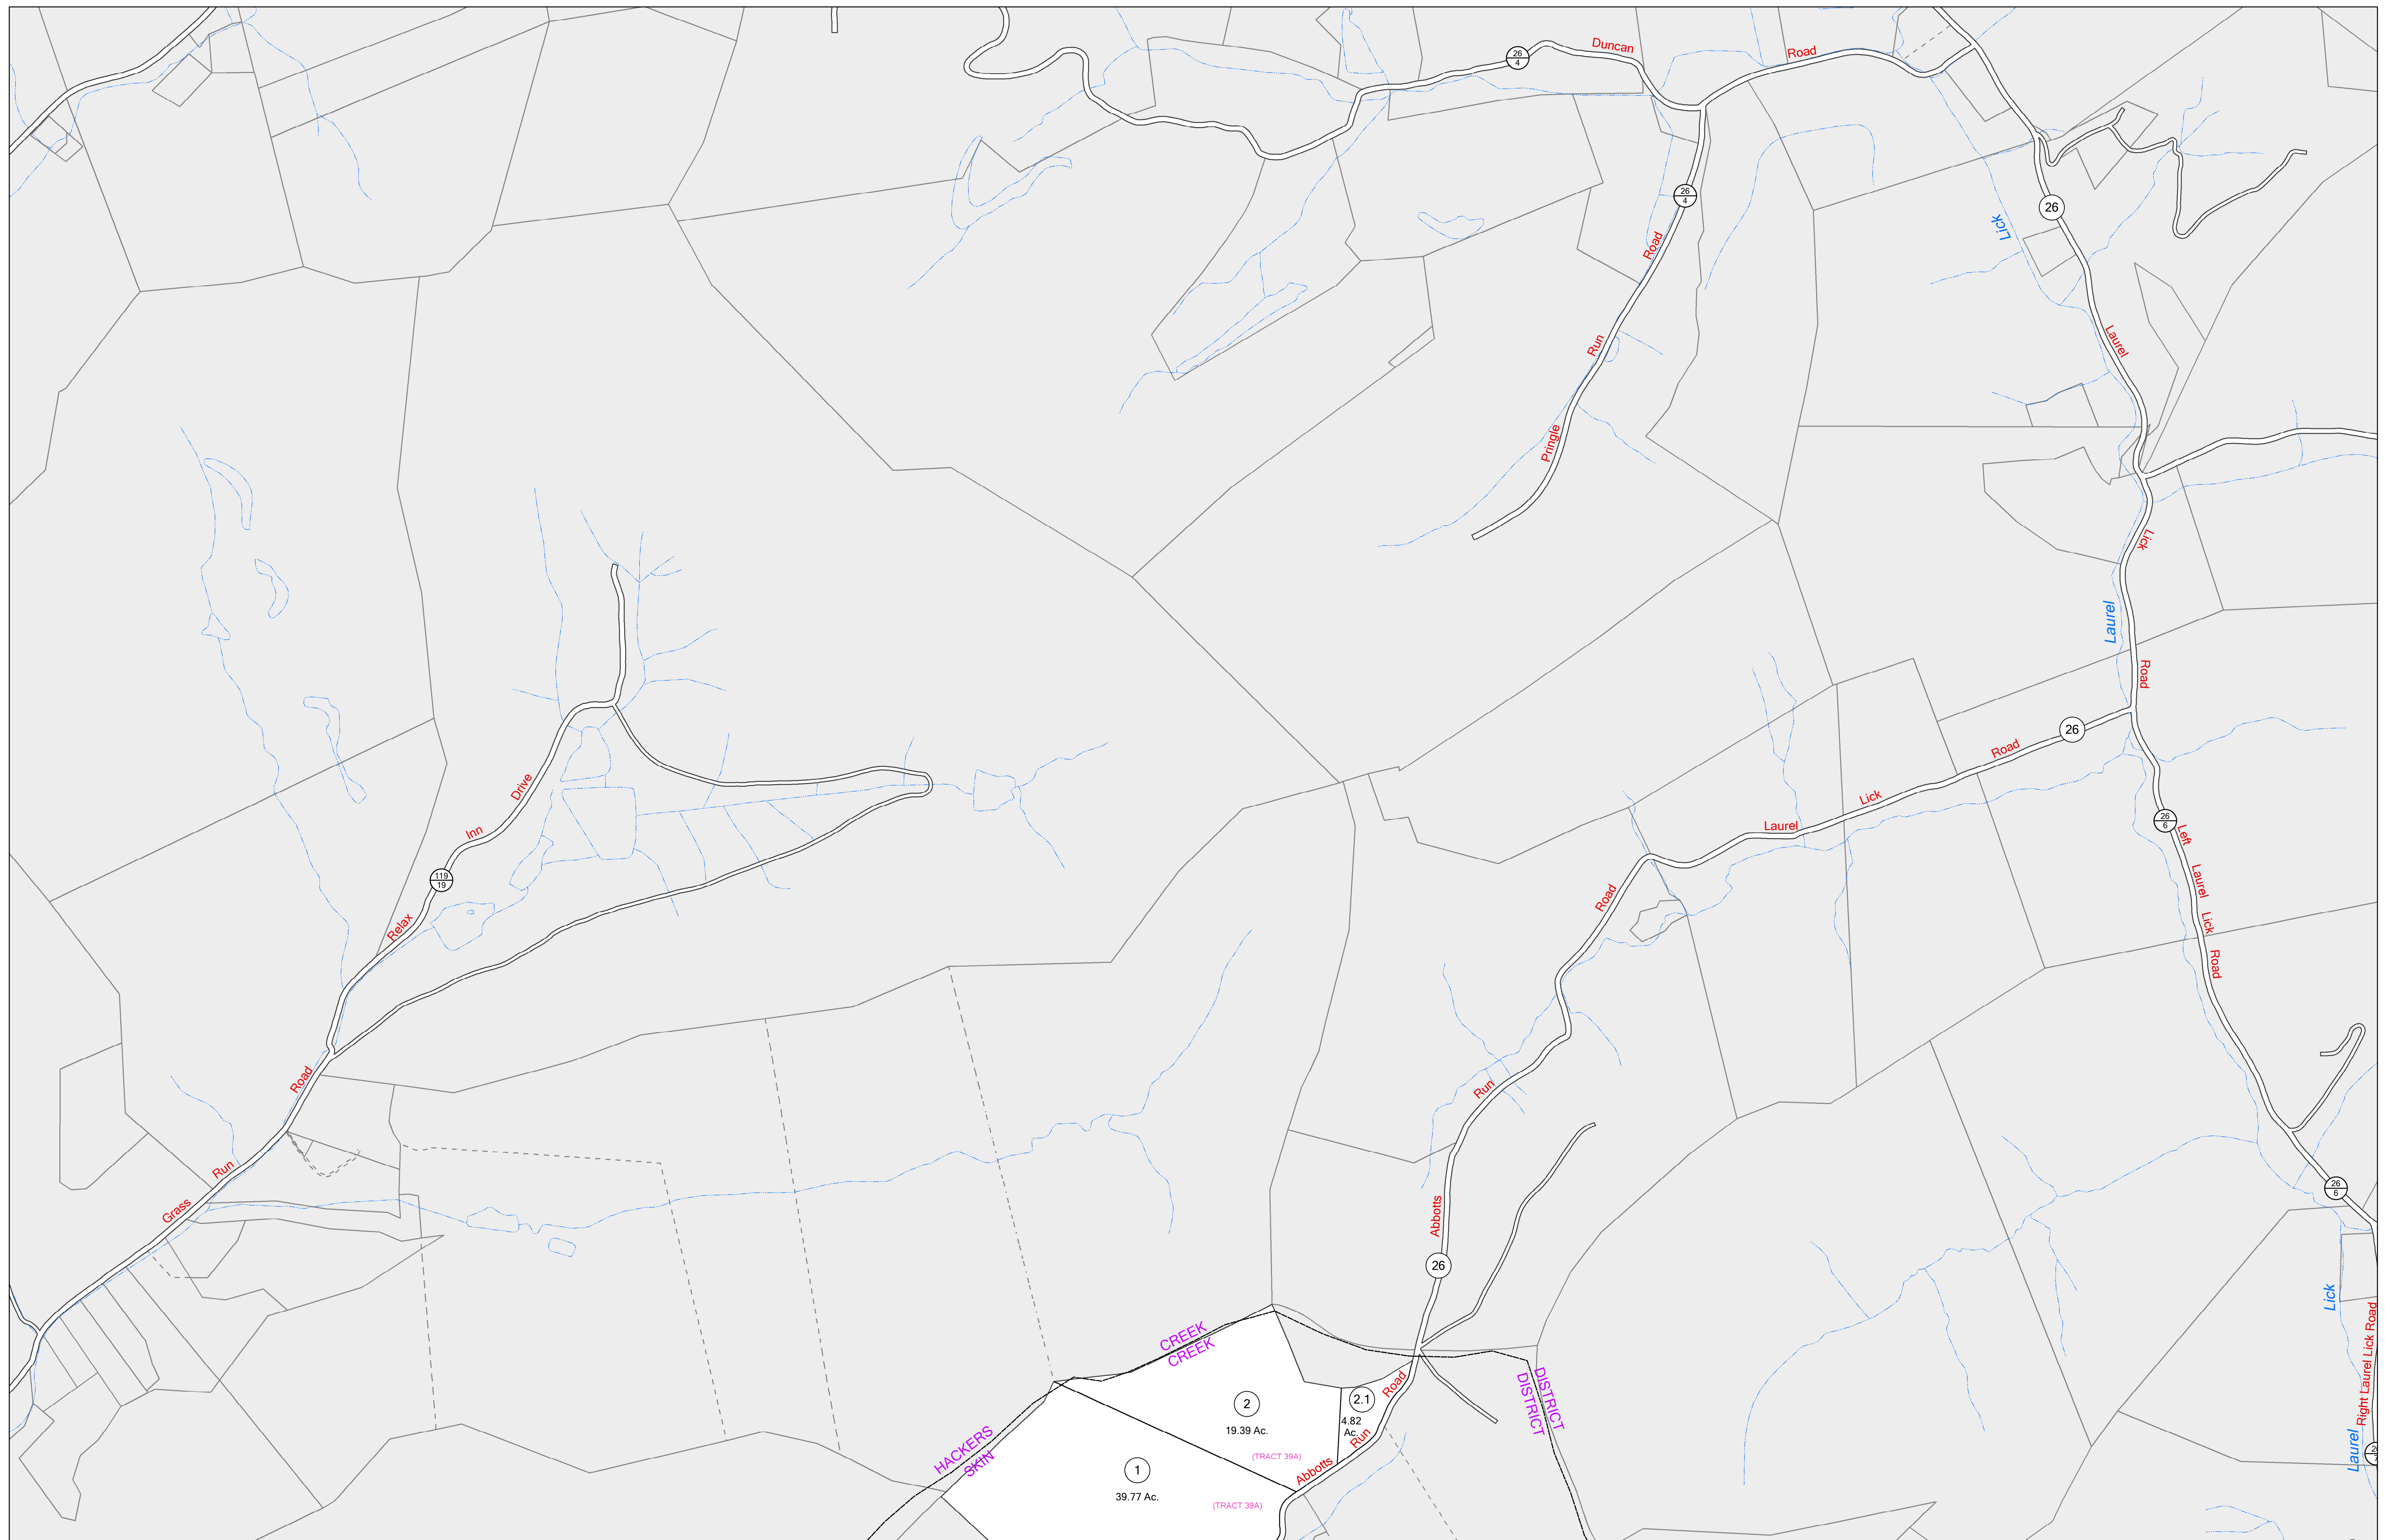 26
4
Duncan
Road
26
4
Road
Run
Pringle
26
Lick
Laurel
Lick
Laurel
Road
26
Road
Lick
Laurel
Road
Run
Abbotts
26
Drive
Inn
119
19
Relax
Road
Run
Grass
26
6
Left
Laurel
Lick
Road
26
6
Lick
Right Laurel Lick Road
Laurel
CREEK
CREEK
HACKERS
SKIN
DISTRICT
DISTRICT
2
19.39 Ac.
(TRACT 39A)
2.1
4.82
Ac.
Road
Run
Abbotts
1
39.77 Ac.
(TRACT 39A)